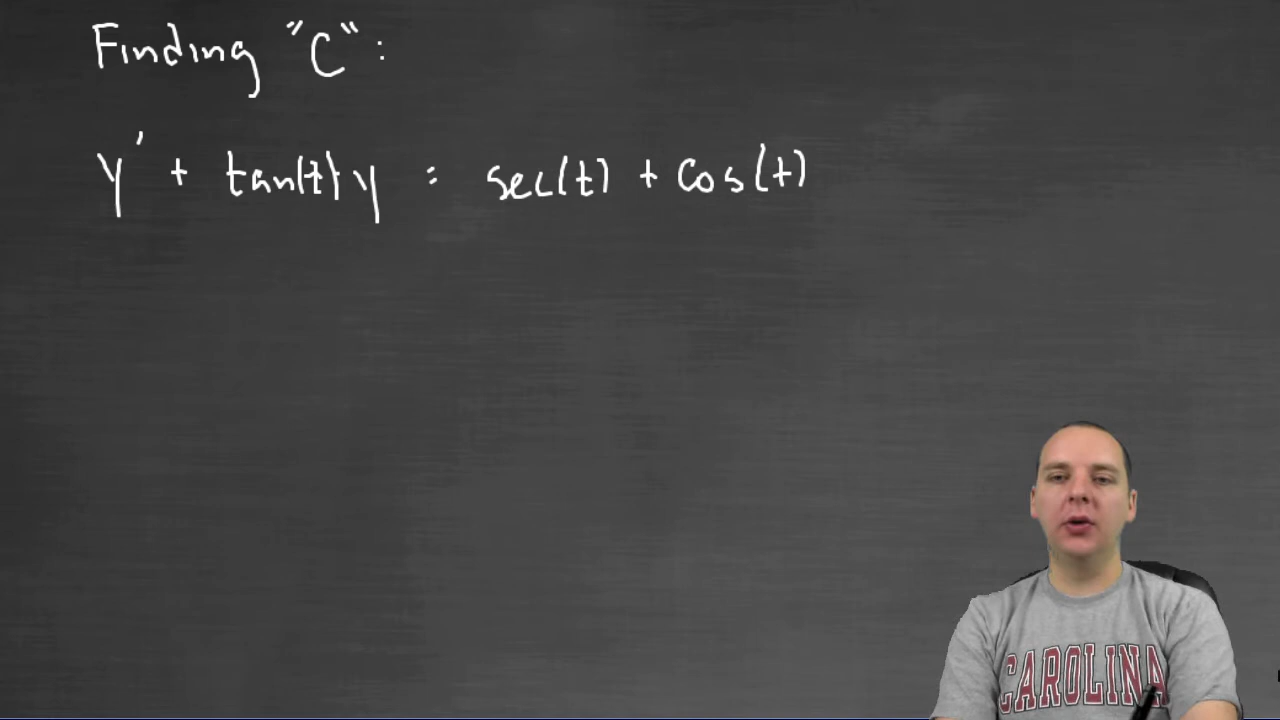 Finding "C":
y' + tan(t) y = sec(t) + cos(t)
CAROLINA